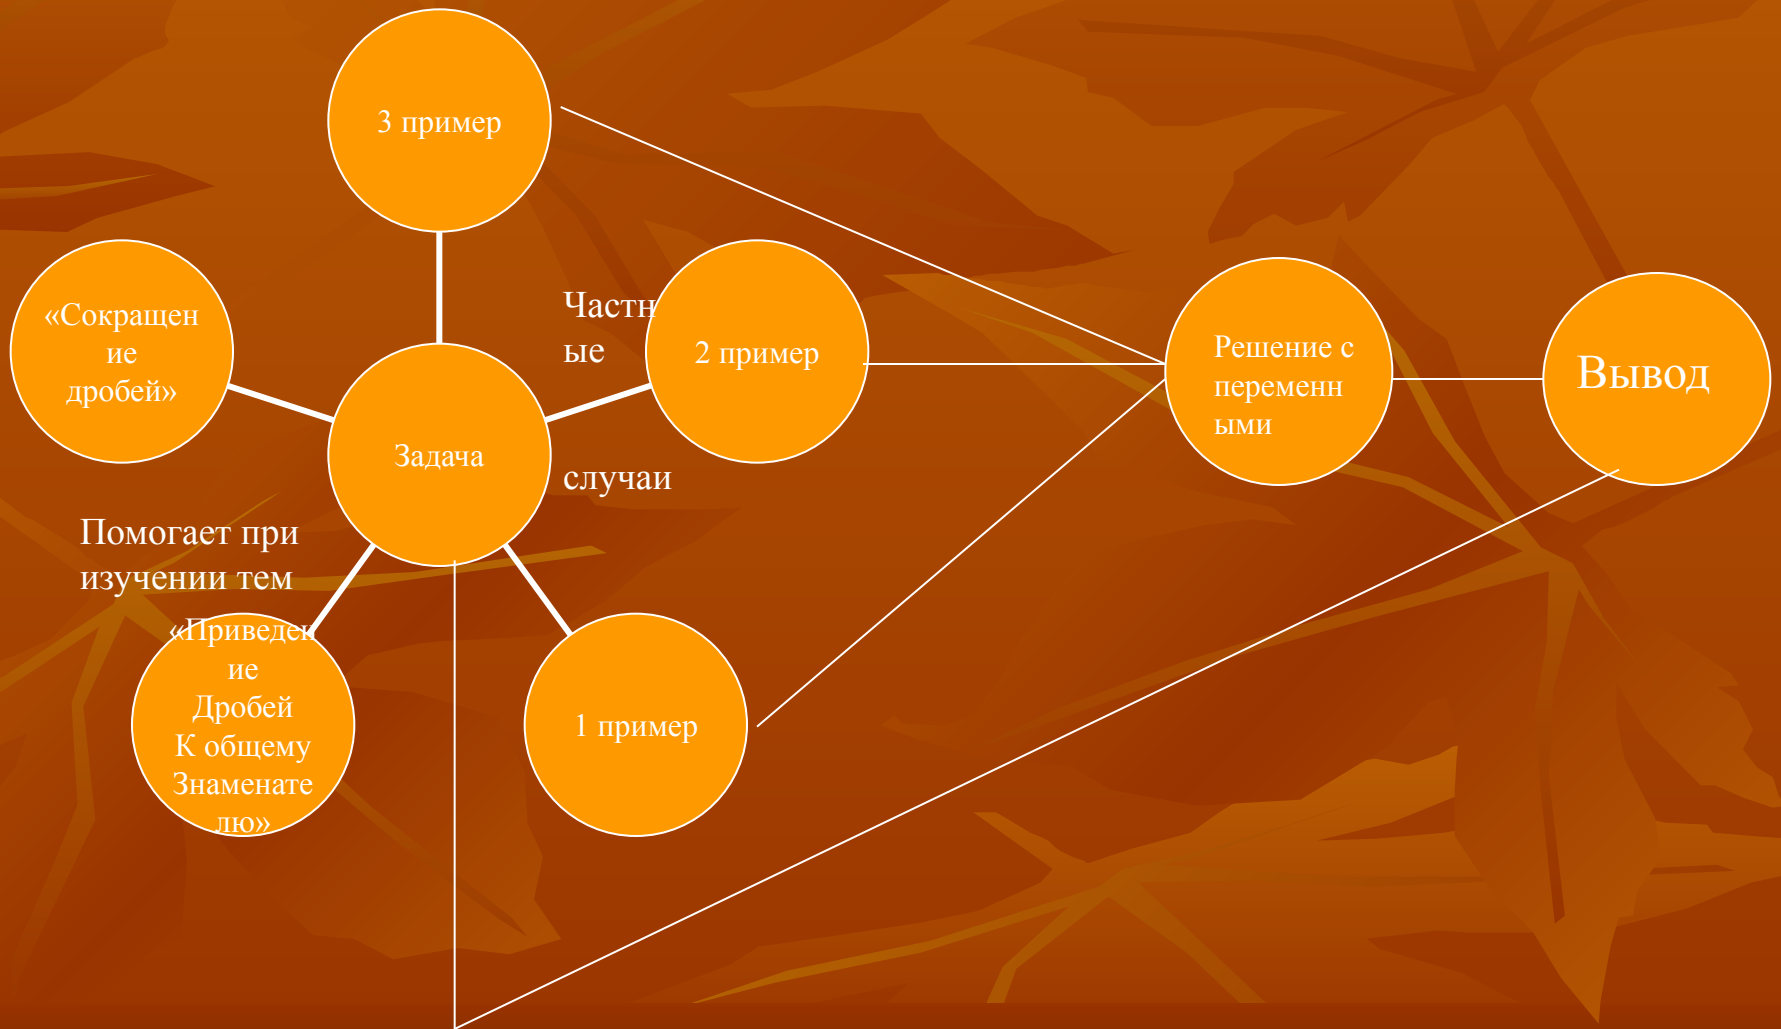 3 пример
«Сокращен
ие
дробей»
Частн
ые
2 пример
Решение с
переменн
ыми
Вывод
Задача
случаи
Помогает при
изучении тем
«Приведен
ие
Дробей
К общему
Знаменате
лю»
1 пример